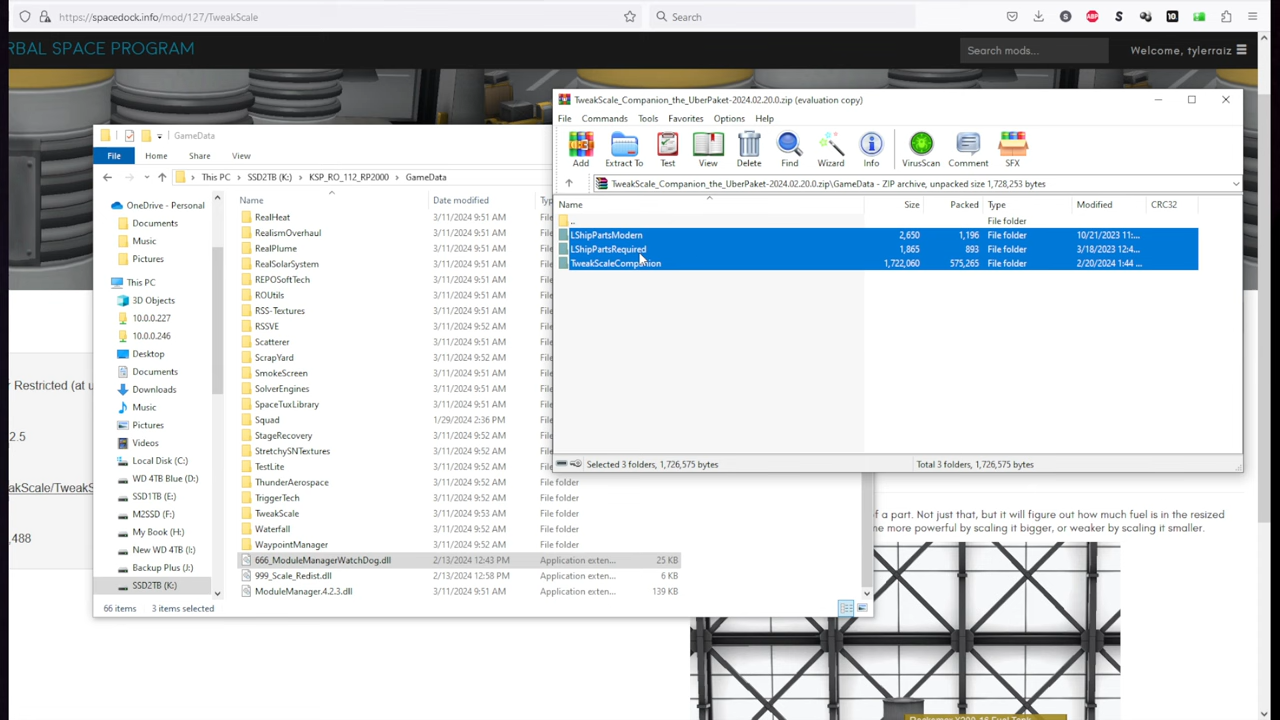 https://spacedock.info/mod/127/TweakScale
Search
RBAL SPACE PROGRAM
Search mods...
Welcome, tylerraiz
GameData
File
Home
Share
View
This PC
SSD2TB (K:)
KSP_RO_112_RP2000
GameData
OneDrive - Personal
Documents
Music
Pictures
This PC
3D Objects
10.0.0.227
10.0.0.246
Desktop
Documents
Downloads
Music
Pictures
Videos
Local Disk (C:)
WD 4TB Blue (D:)
SSD1TB (E:)
M2SSD (F:)
My Book (H:)
New WD 4TB (I:)
Backup Plus (J:)
SSD2TB (K:)
Name Date modified Ty
RealHeat 3/11/2024 9:51 AM File
RealismOverhaul 3/11/2024 9:51 AM File
RealPlume 3/11/2024 9:51 AM File
RealSolarSystem 3/11/2024 9:51 AM File
REPOSoftTech 3/11/2024 9:51 AM File
ROUtils 3/11/2024 9:51 AM File
RSS-Textures 3/11/2024 9:51 AM File
RSSVE 3/11/2024 9:52 AM File
Scatterer 3/11/2024 9:52 AM File
ScrapYard 3/11/2024 9:52 AM File
SmokeScreen 3/11/2024 9:51 AM File
SolverEngines 3/11/2024 9:51 AM File
SpaceTuxLibrary 3/11/2024 9:51 AM File
Squad 1/29/2024 2:36 PM File
StageRecovery 3/11/2024 9:52 AM File
StretchySNTextures 3/11/2024 9:52 AM File
TestLite 3/11/2024 9:52 AM File
ThunderAerospace 3/11/2024 9:52 AM File folder
TriggerTech 3/11/2024 9:52 AM File folder
TweakScale 3/11/2024 9:53 AM File folder
Waterfall 3/11/2024 9:52 AM File folder
WaypointManager 3/11/2024 9:52 AM File folder
666_ModuleManagerWatchDog.dll 2/13/2024 12:43 PM Application exten... 25 KB
999_Scale_Redist.dll 2/13/2024 12:58 PM Application exten... 6 KB
ModuleManager.4.2.3.dll 3/11/2024 9:51 AM Application exten... 139 KB
66 items 3 items selected
TweakScale_Companion_the_UberPaket-2024.02.20.0.zip (evaluation copy)
File Commands Tools Favorites Options Help
Add Extract To Test View Delete Find Wizard Info VirusScan Comment SFX
TweakScale_Companion_the_UberPaket-2024.02.20.0.zip\GameData - ZIP archive, unpacked size 1,728,253 bytes
Name Size Packed Type Modified CRC32
.. File folder
LShipPartsModern 2,650 1,196 File folder 10/21/2023 11:...
LShipPartsRequired 1,865 893 File folder 3/18/2023 12:4...
TweakScaleCompanion 1,722,060 575,265 File folder 2/20/2024 1:44 ...
Selected 3 folders, 1,726,575 bytes
Total 3 folders, 1,726,575 bytes
r Restricted (at u
2.5
eakScale/TweakS
,488
of a part. Not just that, but it will figure out how much fuel is in the resized
me more powerful by scaling it bigger, or weaker by scaling it smaller.